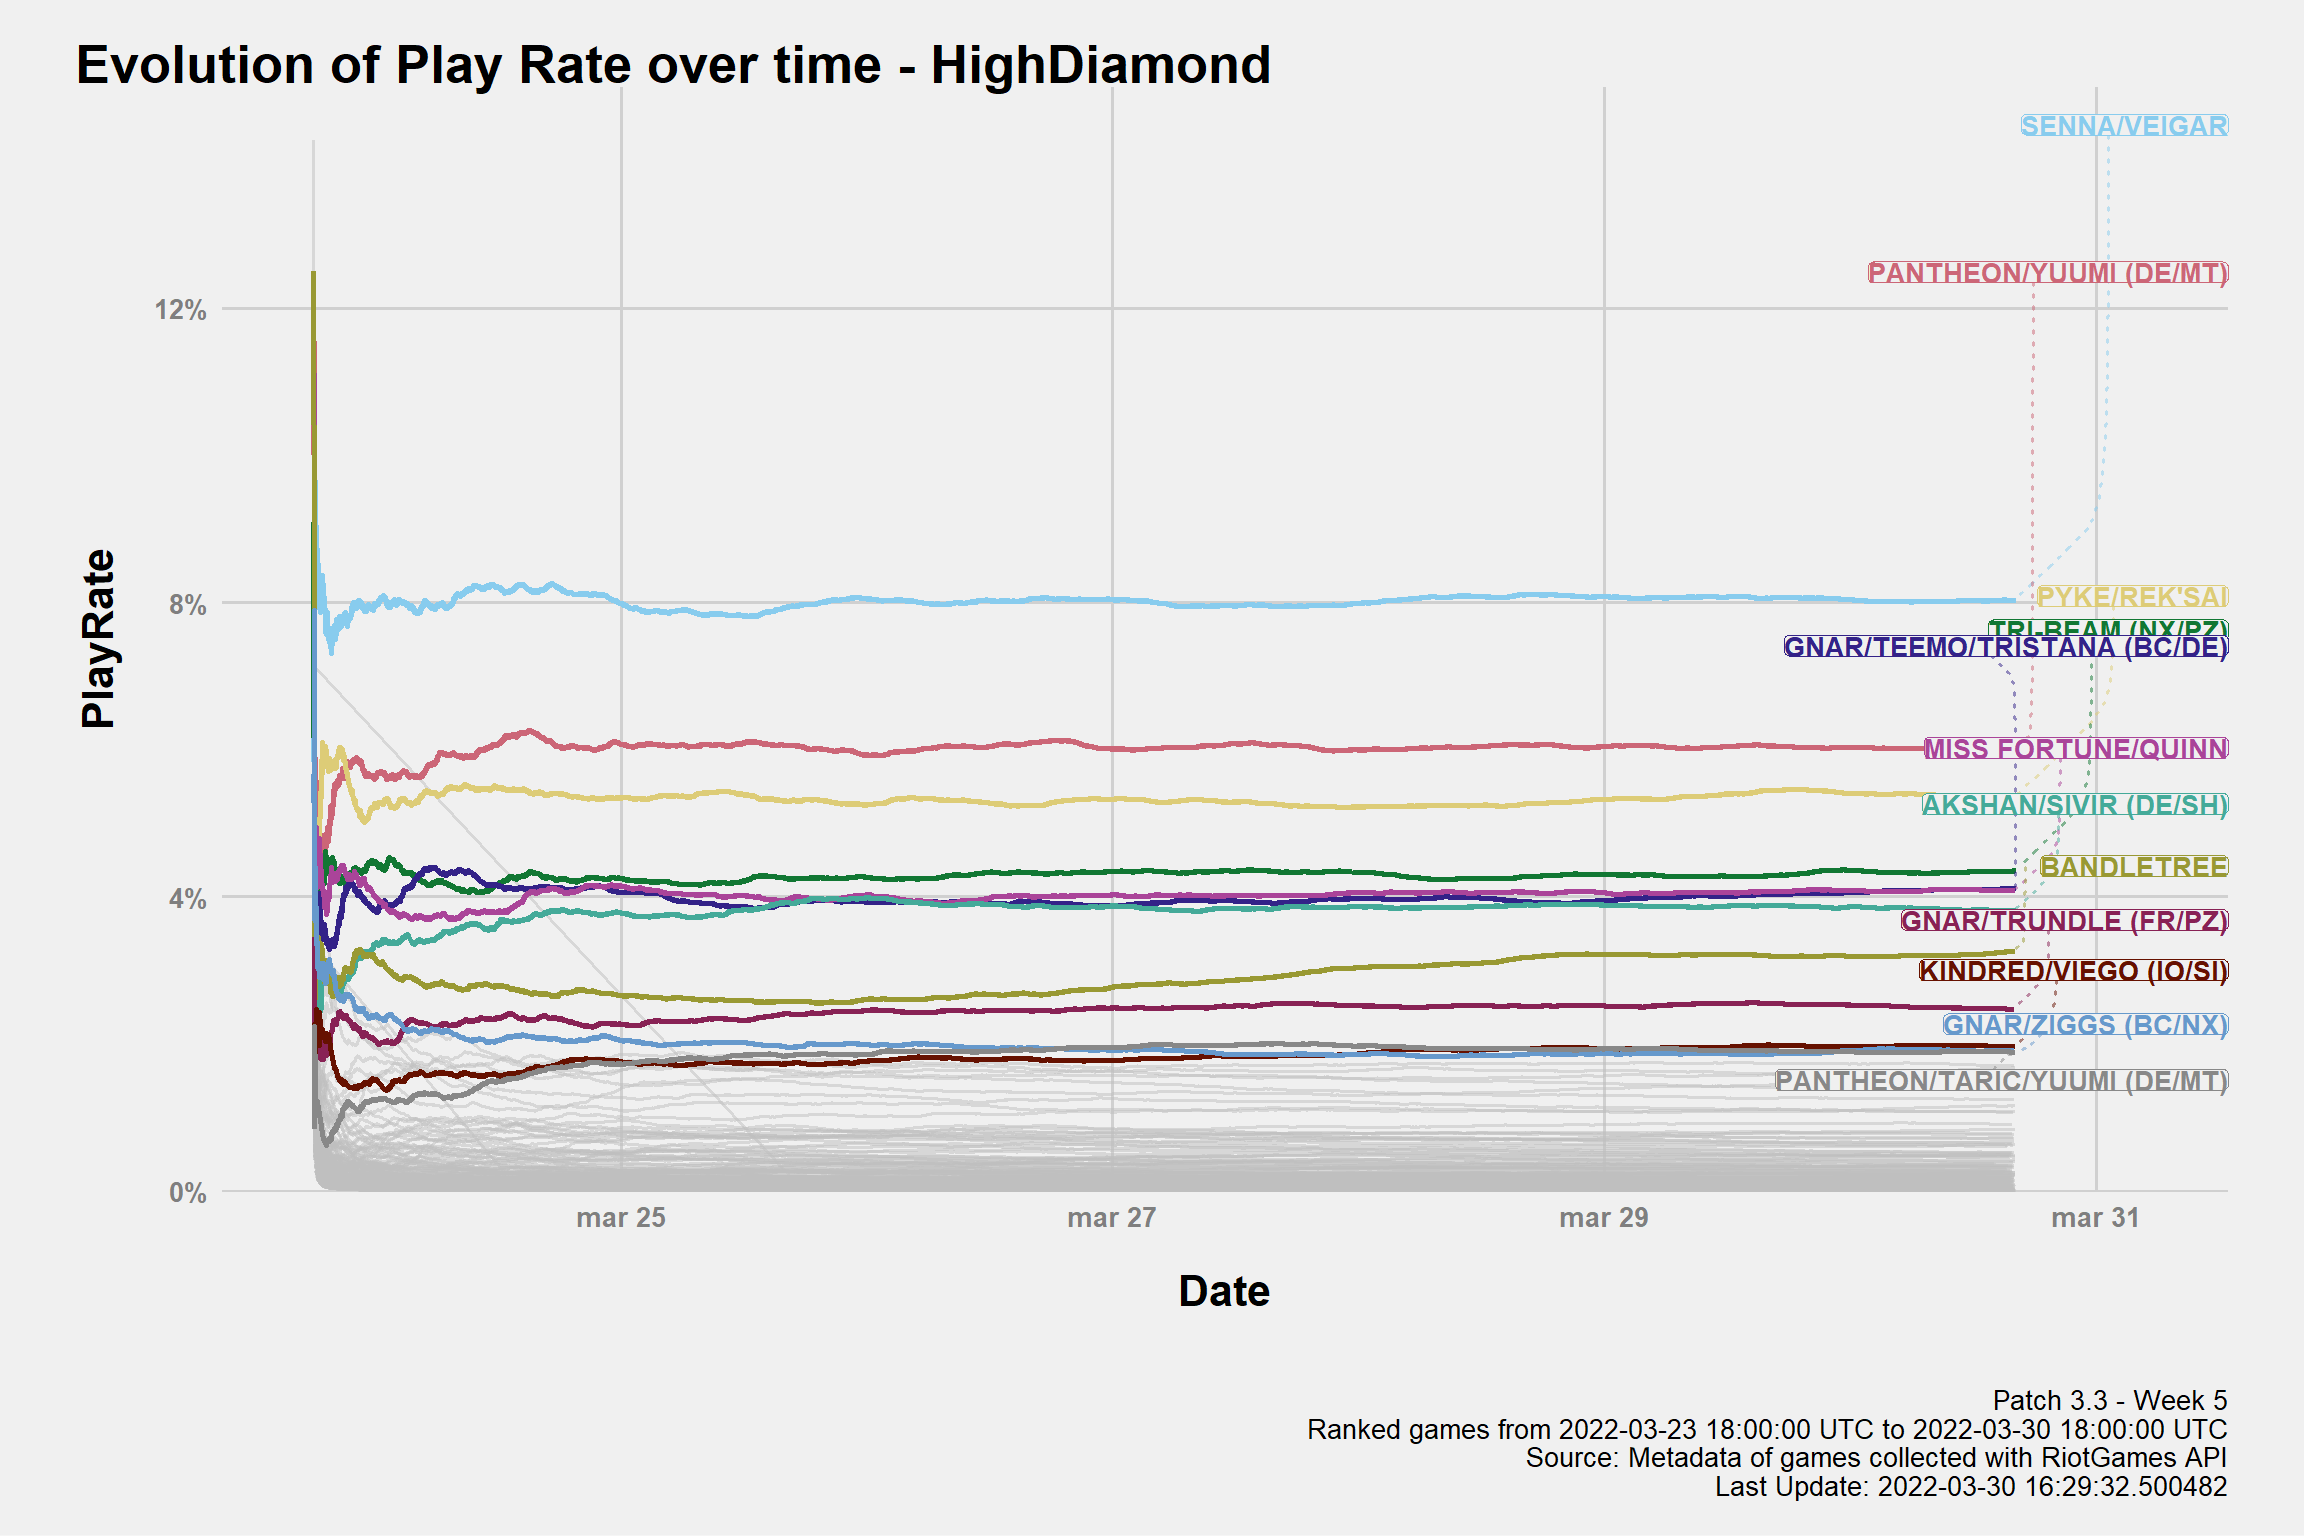 Evolution of Play Rate over time - HighDiamond
SENNA/VEIGAR
PANTHEON/YUUMI (DE/MT)
12%
PlayRate
8%
PYKE/REK'SAI
TRI-BEAM (NX/PZ)
GNAR/TEEMO/TRISTANA (BC/DE)
MISS FORTUNE/QUINN
AKSHAN/SIVIR (DE/SH)
BANDLETREE
4%
GNAR/TRUNDLE (FR/PZ)
KINDRED/VIEGO (IO/SI)
GNAR/ZIGGS (BC/NX)
PANTHEON/TARIC/YUUMI (DE/MT)
0%
mar 25
mar 27
mar 29
mar 31
Date
Patch 3.3 - Week 5
Ranked games from 2022-03-23 18:00:00 UTC to 2022-03-30 18:00:00 UTC
Source: Metadata of games collected with RiotGames API
Last Update: 2022-03-30 16:29:32.500482